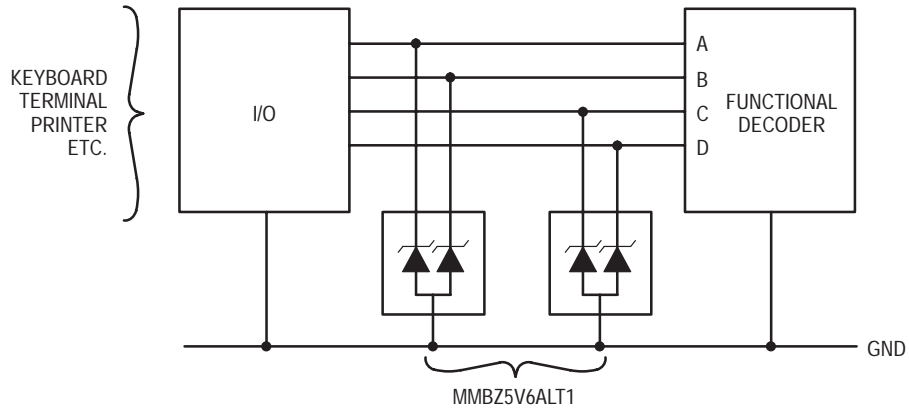 KEYBOARD
TERMINAL
PRINTER
ETC.
I/O
A
B
C
D
FUNCTIONAL
DECODER
GND
MMBZ5V6ALT1